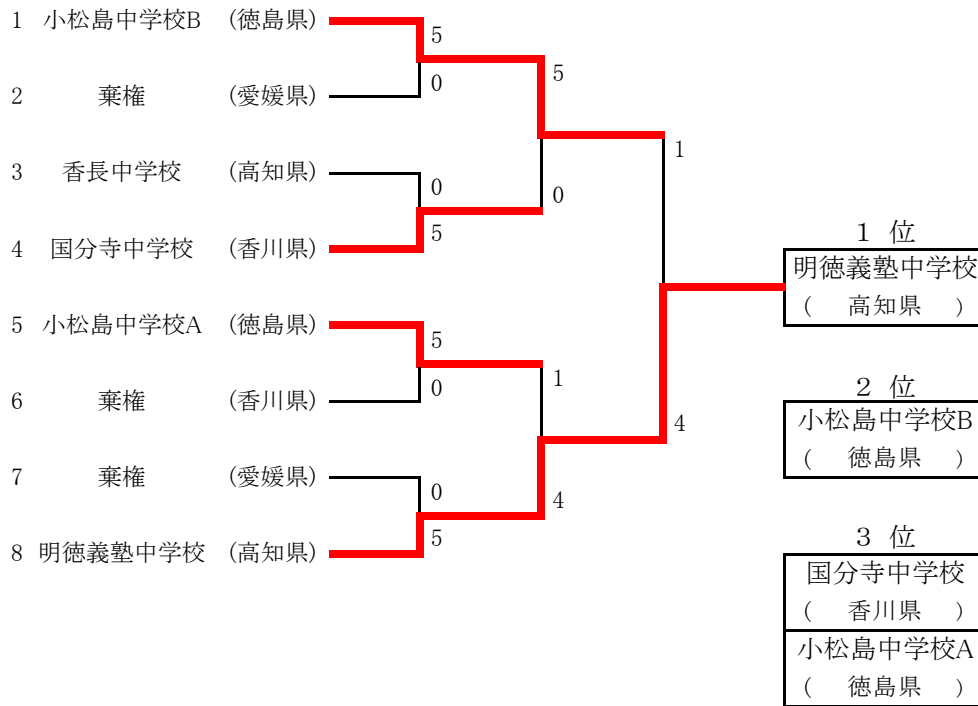 1 小松島中学校B (徳島県)
5
0
2 棄権 (愛媛県)
5
3 香長中学校 (高知県)
0
5
0
4 国分寺中学校 (香川県)
1
5 小松島中学校A (徳島県)
5
0
1
6 棄権 (香川県)
4
7 棄権 (愛媛県)
0
5
4
8 明徳義塾中学校 (高知県)
1 位
明徳義塾中学校
( 高知県 )
2 位
小松島中学校B
( 徳島県 )
3 位
国分寺中学校
( 香川県 )
小松島中学校A
( 徳島県 )